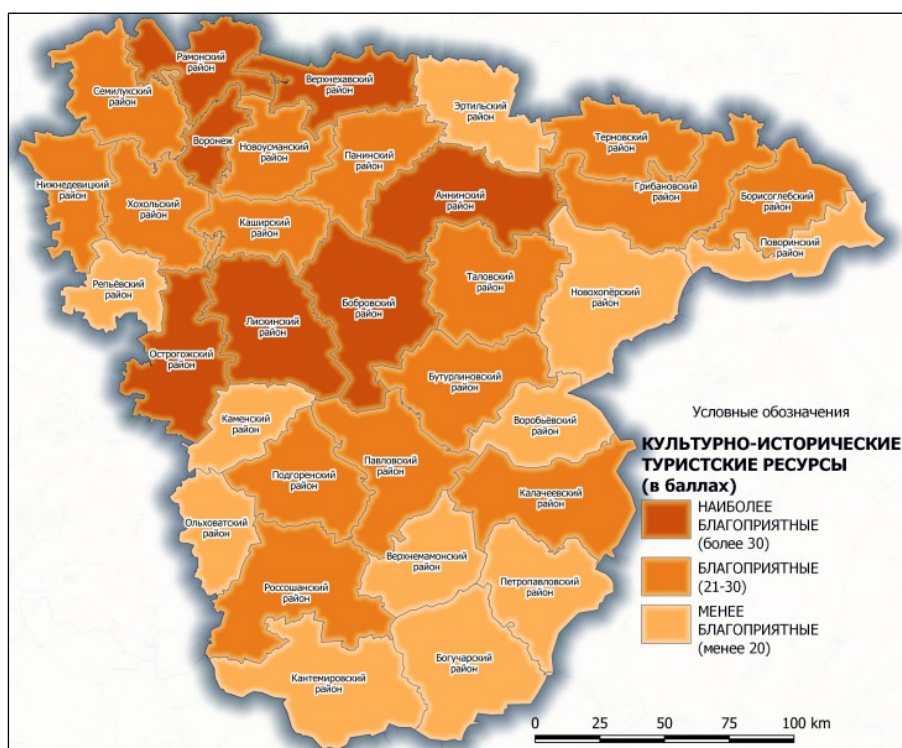 Рамонский
район
Верхнехавский
район
Семилукский
район
Эртильский
район
Воронеж
Новоусманский
район
Терновский
район
Панинский
район
Нижнедевицкий
район
Хохольский
район
Аннинский
район
Грибановский
район
Борисоглебский
район
Каширский
район
Поворинский
район
Репьёвский
район
Таловский
район
Новохопёрский
район
Бобровский
район
Лискинский
район
Острогожский
район
Бутурлиновский
район
Каменский
район
Воробьёвский
район
Павловский
район
Подгоренский
район
Калачеевский
район
Ольховатский
район
Верхнемамонский
район
Петропавловский
район
Россошанский
район
Богучарский
район
Кантемировский
район
Условные обозначения
КУЛЬТУРНО-ИСТОРИЧЕСКИЕ
ТУРИСТСКИЕ РЕСУРСЫ
(в баллах)
НАИБОЛЕЕ
БЛАГОПРИЯТНЫЕ
(более 30)
БЛАГОПРИЯТНЫЕ
(21-30)
МЕНЕЕ
БЛАГОПРИЯТНЫЕ
(менее 20)
0 25 50 75 100 km